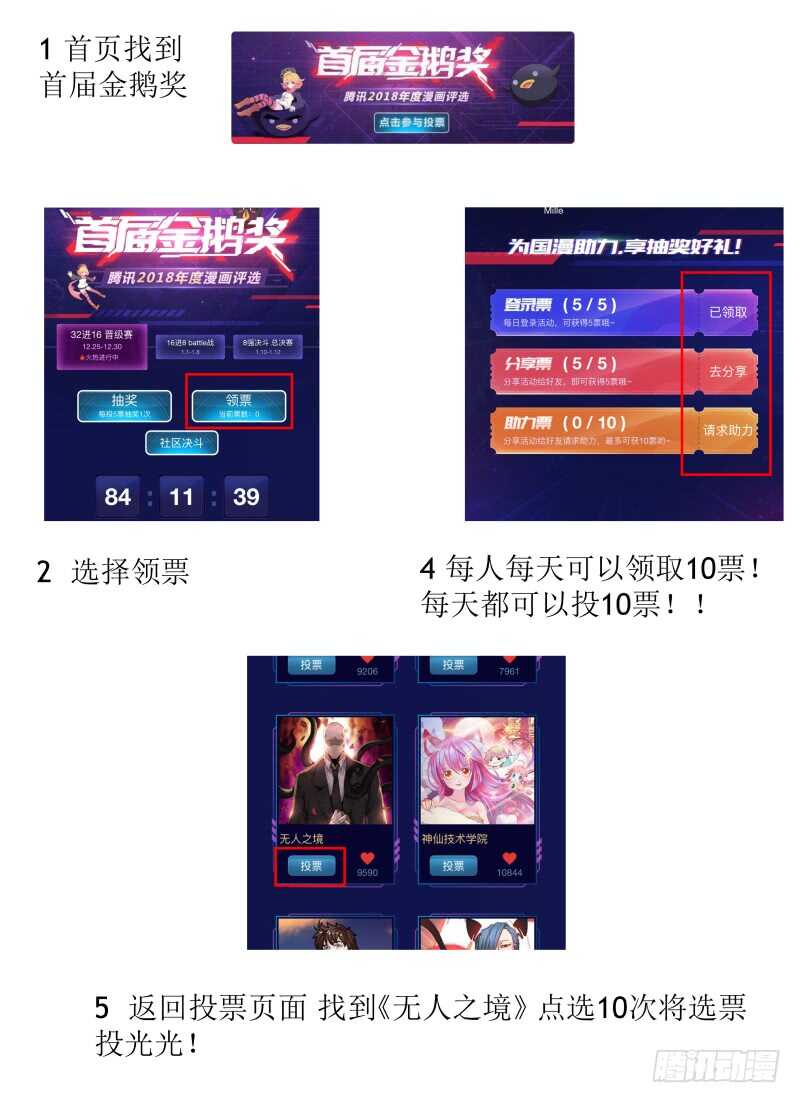 1 首页找到
首届金鹅奖
首届金鹅奖
腾讯2018年度漫画评选
点击参与投票
首届金鹅奖
腾讯2018年度漫画评选
32进16 晋级赛
12.25-12.30
火热进行中
16进8 battle战
1.1-1.8
8强决斗 总决赛
1.10-1.12
抽奖
每投5票抽奖1次
领票
当前票数：0
社区决斗
84 : 11 : 39
2 选择领票
Mille
为国漫助力,享抽奖好礼!
登录票 ( 5 / 5 )
每日登录活动，可获得5票哦~
已领取
分享票 ( 5 / 5 )
分享活动给好友，即可获得5票哦~
去分享
助力票 ( 0 / 10 )
分享活动给好友请求助力，最多可获10票哟~
请求助力
4 每人每天可以领取10票！
每天都可以投10票！！
投票
9206
投票
7961
无人之境
投票
9590
神仙技术学院
投票
10844
5 返回投票页面 找到《无人之境》点选10次将选票
投光光！
腾讯动漫